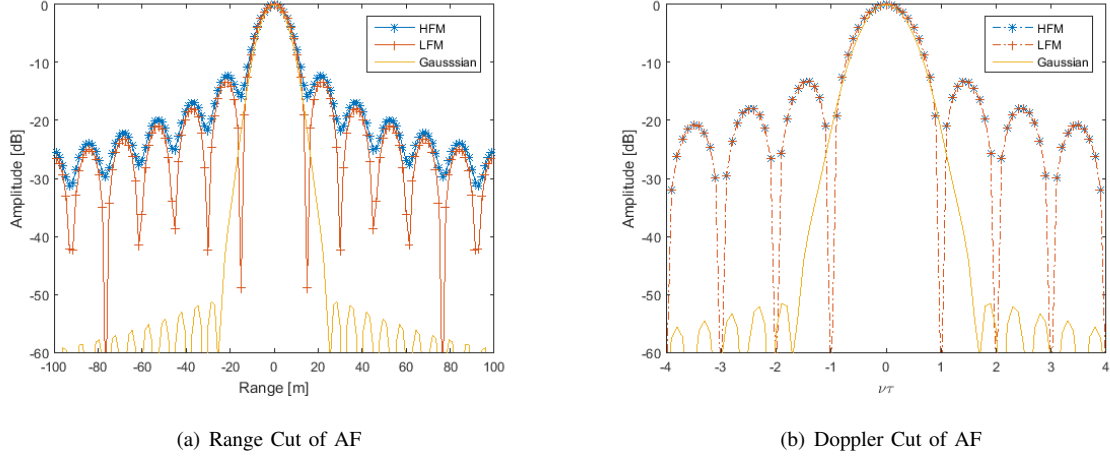 0
-10
-20
-30
-40
-50
-60
Amplitude [dB]
-100 -80 -60 -40 -20 0 20 40 60 80 100
Range [m]
HFM
LFM
Gausssian
(a) Range Cut of AF
0
-10
-20
-30
-40
-50
-60
Amplitude [dB]
-4 -3 -2 -1 0 1 2 3 4
ντ
HFM
LFM
Gaussian
(b) Doppler Cut of AF